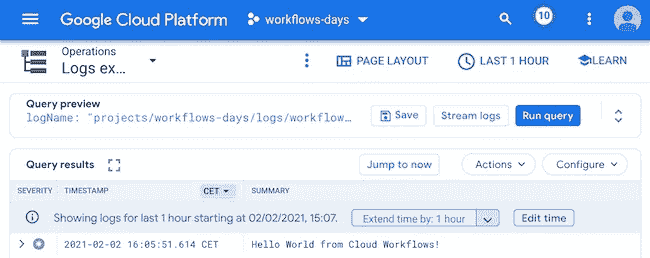 Google Cloud Platform workflows-days 10
Operations
Logs ex... PAGE LAYOUT LAST 1 HOUR LEARN
Query preview
logName: "projects/workflows-days/logs/workflow… Save Stream logs Run query
Query results Jump to now Actions Configure
SEVERITY TIMESTAMP CET SUMMARY
Showing logs for last 1 hour starting at 02/02/2021, 15:07. Extend time by: 1 hour Edit time
2021-02-02 16:05:51.614 CET Hello World from Cloud Workflows!